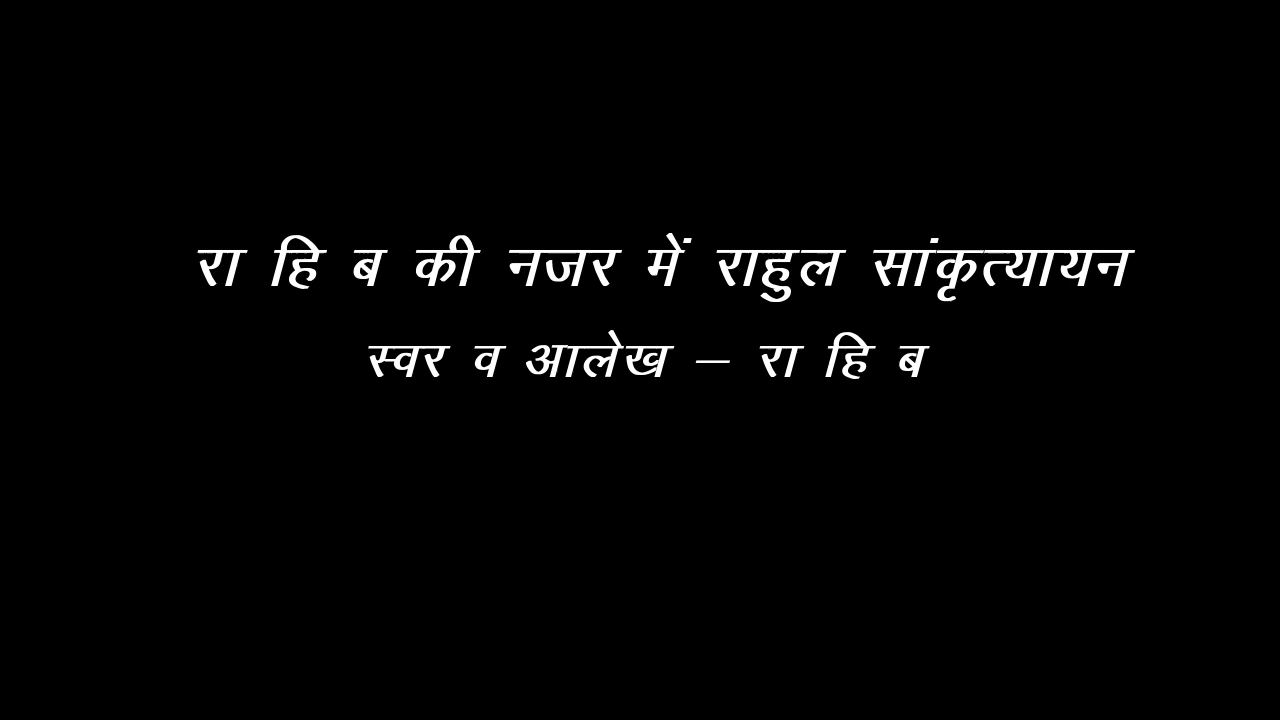 रा हि ब की नजर में राहुल सांकृत्यायन
स्वर व आलेख – रा हि ब